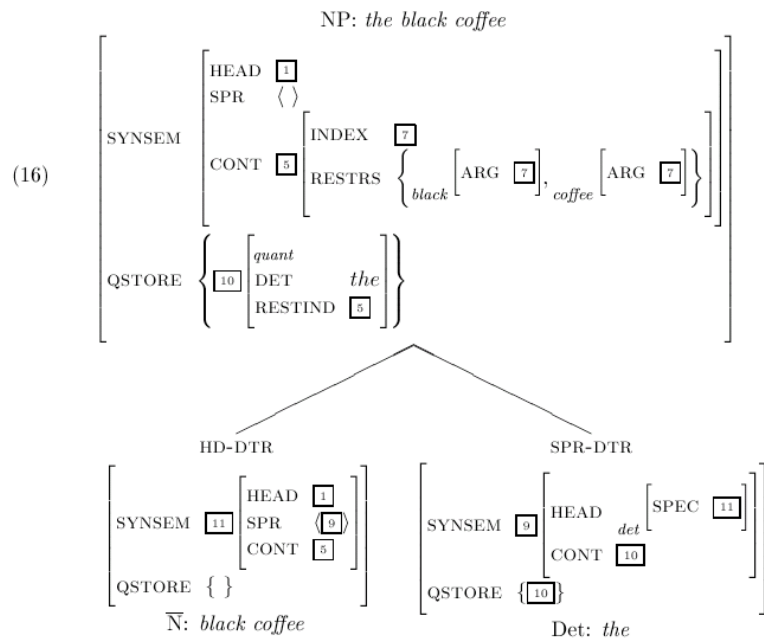 NP: the black coffee
HEAD 1
SPR ⟨ ⟩
INDEX 7
SYNSEM
CONT 5
(16)
RESTRS { black [ARG 7], coffee [ARG 7] }
quant
QSTORE { 10 DET the }
RESTIND 5
HD-DTR SPR-DTR
HEAD 1
SYNSEM 11 SPR ⟨9⟩
CONT 5
QSTORE { }
N̅: black coffee
HEAD det [SPEC 11]
SYNSEM 9
CONT 10
QSTORE {10}
Det: the